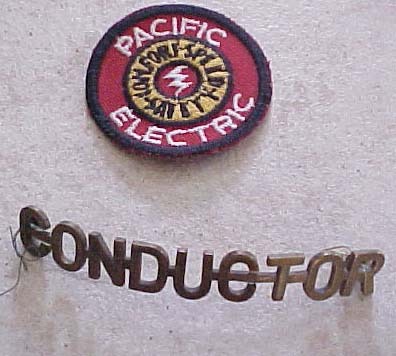 PACIFIC
COMFORT-SPEED-SAFETY
ELECTRIC
CONDUCTOR